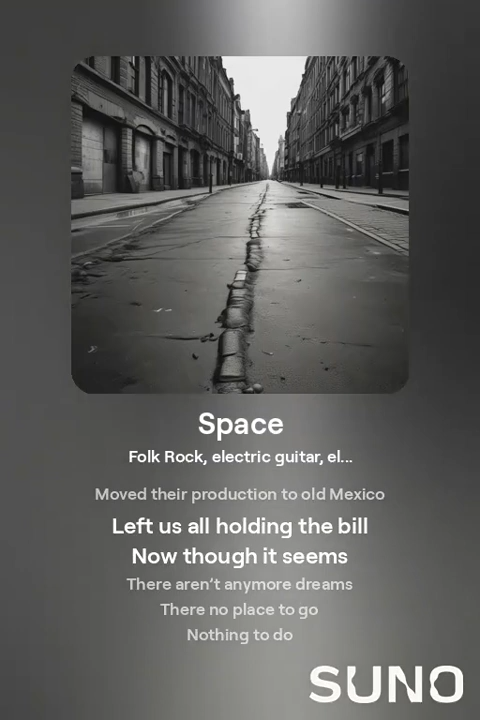 Space
Folk Rock, electric guitar, el...
Moved their production to old Mexico
Left us all holding the bill
Now though it seems
There aren't anymore dreams
There no place to go
Nothing to do
SUNO